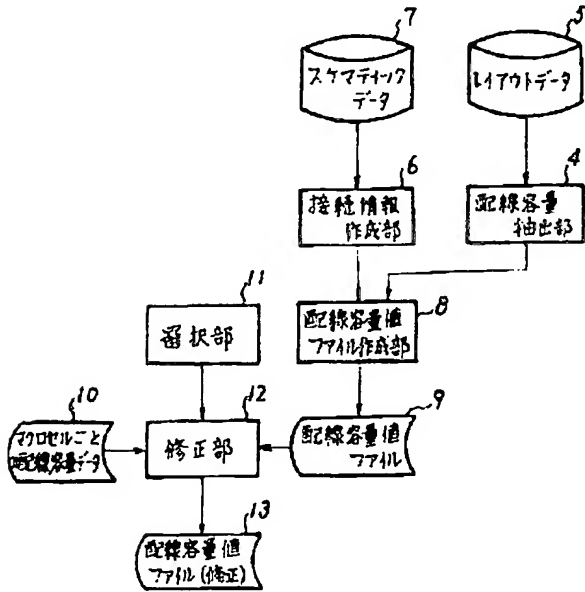 7
スケマティック
データ
5
レイアウトデータ
6
接続情報
作成部
4
配線容量
抽出部
11
選択部
配線容量値
ファイル作成部
8
10
マクロセルごと
配線容量データ
12
修正部
9
配線容量値
ファイル
13
配線容量値
ファイル(修正)